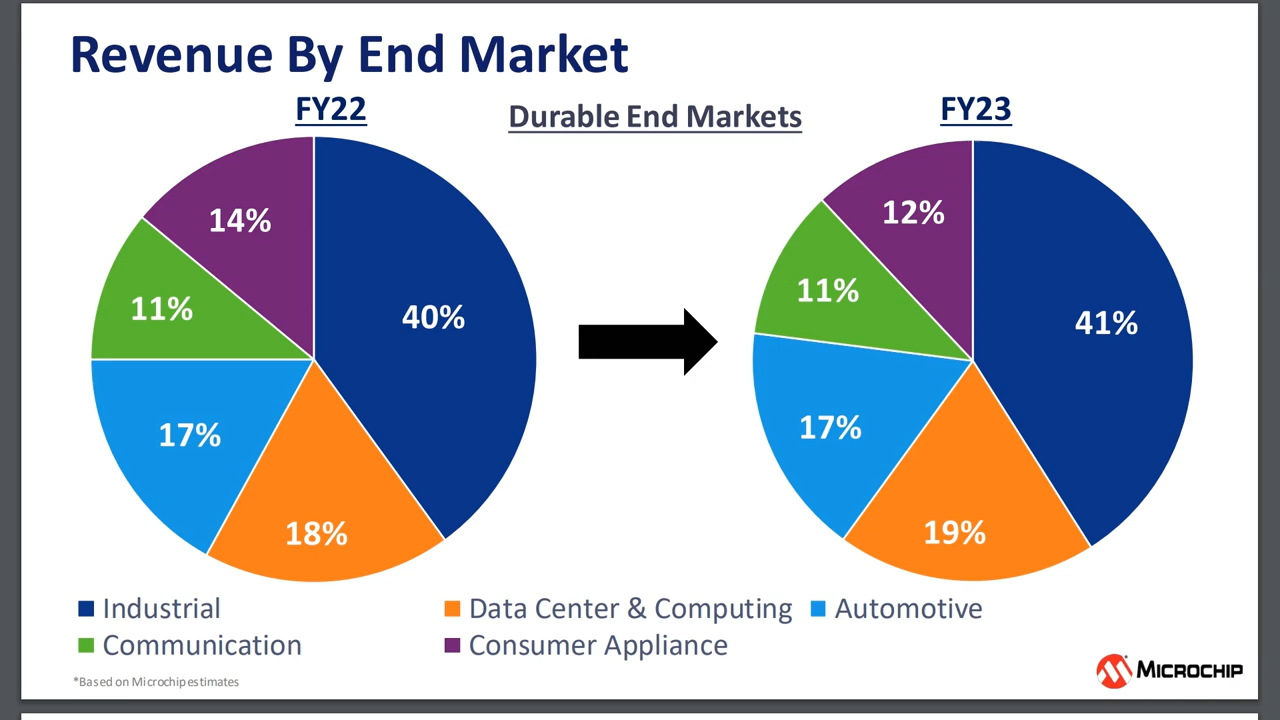 Revenue By End Market
FY22
Durable End Markets
FY23
14%
40%
11%
17%
18%
12%
41%
11%
17%
19%
Industrial
Data Center & Computing
Automotive
Communication
Consumer Appliance
*Based on Microchip estimates
MICROCHIP